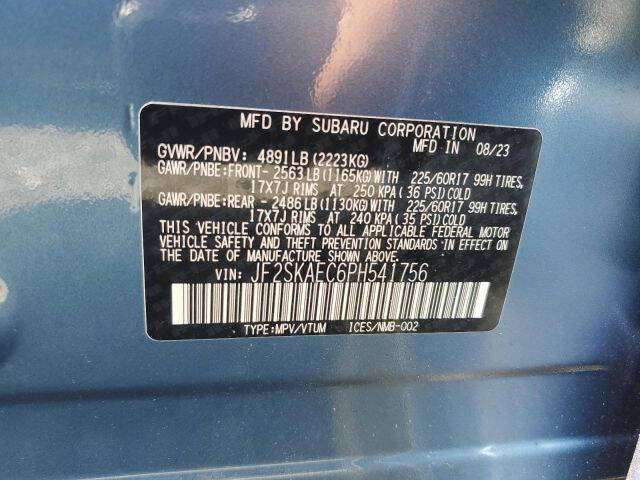 MFD BY SUBARU CORPORATION
MFD IN 08/23
GVWR/PNBV: 4891LB(2223KG)
GAWR/PNBE:FRONT- 2563LB(1165KG)WITH 225/60R17 99H TIRES,
17X7J RIMS AT 250 KPA(36 PSI)COLD
GAWR/PNBE:REAR - 2486LB(1130KG)WITH 225/60R17 99H TIRES,
17X7J RIMS AT 240 KPA(35 PSI)COLD
THIS VEHICLE CONFORMS TO ALL APPLICABLE FEDERAL MOTOR
VEHICLE SAFETY AND THEFT PREVENTION STANDARDS IN EFFECT ON
THE DATE OF MANUFACTURE SHOWN ABOVE.
VIN: JF2SKAEC6PH541756
TYPE:MPV/VTUM ICES/NMB-002